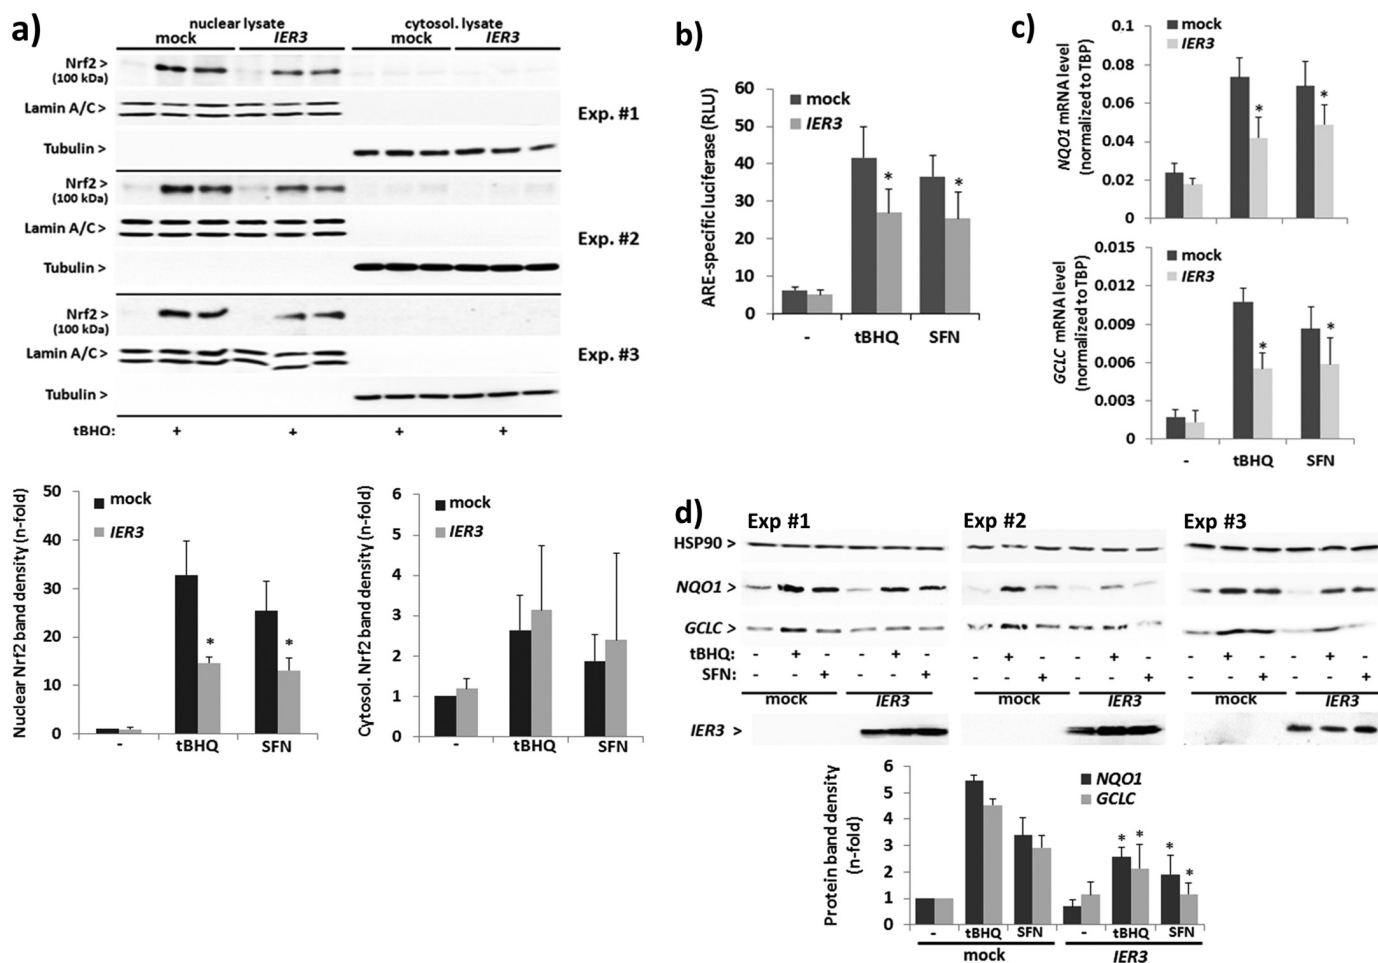 a)
nuclear lysate
cytosol. lysate
mock
IER3
mock
IER3
Nrf2 >
(100 kDa)
Lamin A/C >
Exp. #1
Tubulin >
Nrf2 >
(100 kDa)
Lamin A/C >
Exp. #2
Tubulin >
Nrf2 >
(100 kDa)
Lamin A/C >
Exp. #3
Tubulin >
tBHQ:
+
+
+
+
Nuclear Nrf2 band density (n-fold)
50
40
30
20
10
0
mock
IER3
*
*
-
tBHQ
SFN
Cytosol. Nrf2 band density (n-fold)
6
5
4
3
2
1
0
mock
IER3
-
tBHQ
SFN
b)
ARE-specific luciferase (RLU)
60
50
40
30
20
10
0
mock
IER3
*
*
-
tBHQ
SFN
c)
NQO1 mRNA level
(normalized to TBP)
0.1
0.08
0.06
0.04
0.02
0
mock
IER3
*
*
GCLC mRNA level
(normalized to TBP)
0.015
0.012
0.009
0.006
0.003
0
mock
IER3
*
*
-
tBHQ
SFN
d)
Exp #1
Exp #2
Exp #3
HSP90 >
NQO1 >
GCLC >
tBHQ: - + - - + - - + - - + - - + - - + -
SFN: - - + - - + - - + - - + - - + - - +
mock
IER3
mock
IER3
mock
IER3
IER3 >
Protein band density
(n-fold)
6
5
4
3
2
1
0
NQO1
GCLC
* * * *
- tBHQ SFN - tBHQ SFN
mock
IER3